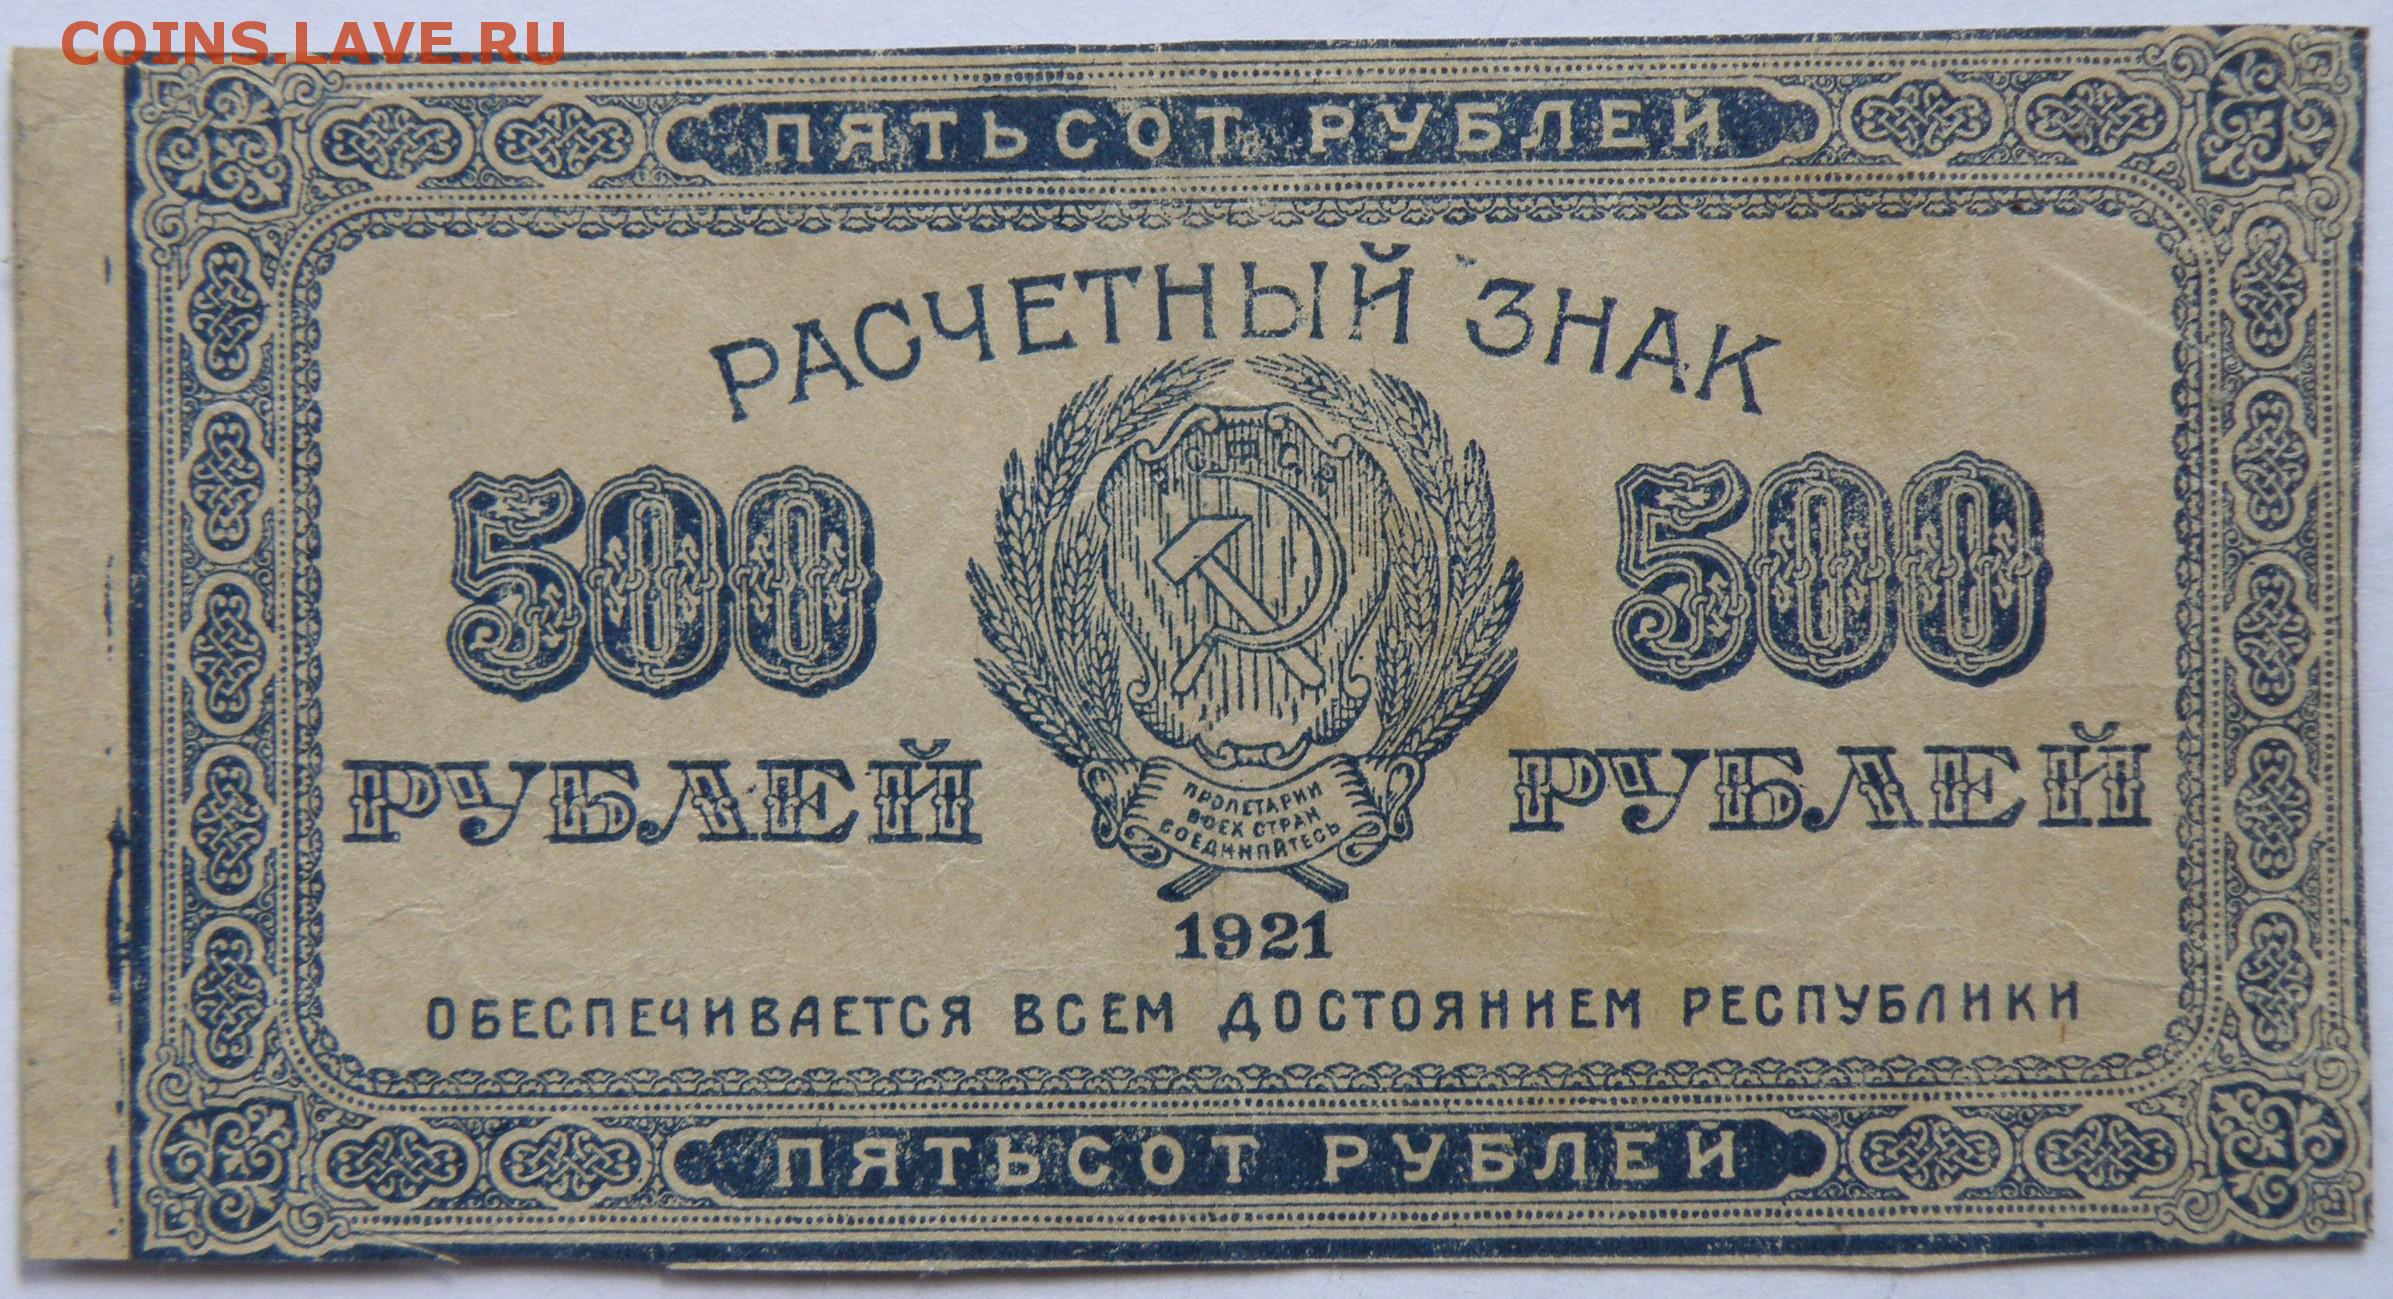 COINS.LAVE.RU
ПЯТЬСОТ РУБЛЕЙ
РАСЧЕТНЫЙ ЗНАК
Р.С.Ф.С.Р.
500 500
РУБЛЕЙ РУБЛЕЙ
ПРОЛЕТАРИИ
ВСЕХ СТРАН
СОЕДИНЯЙТЕСЬ
1921
ОБЕСПЕЧИВАЕТСЯ ВСЕМ ДОСТОЯНИЕМ РЕСПУБЛИКИ
ПЯТЬСОТ РУБЛЕЙ